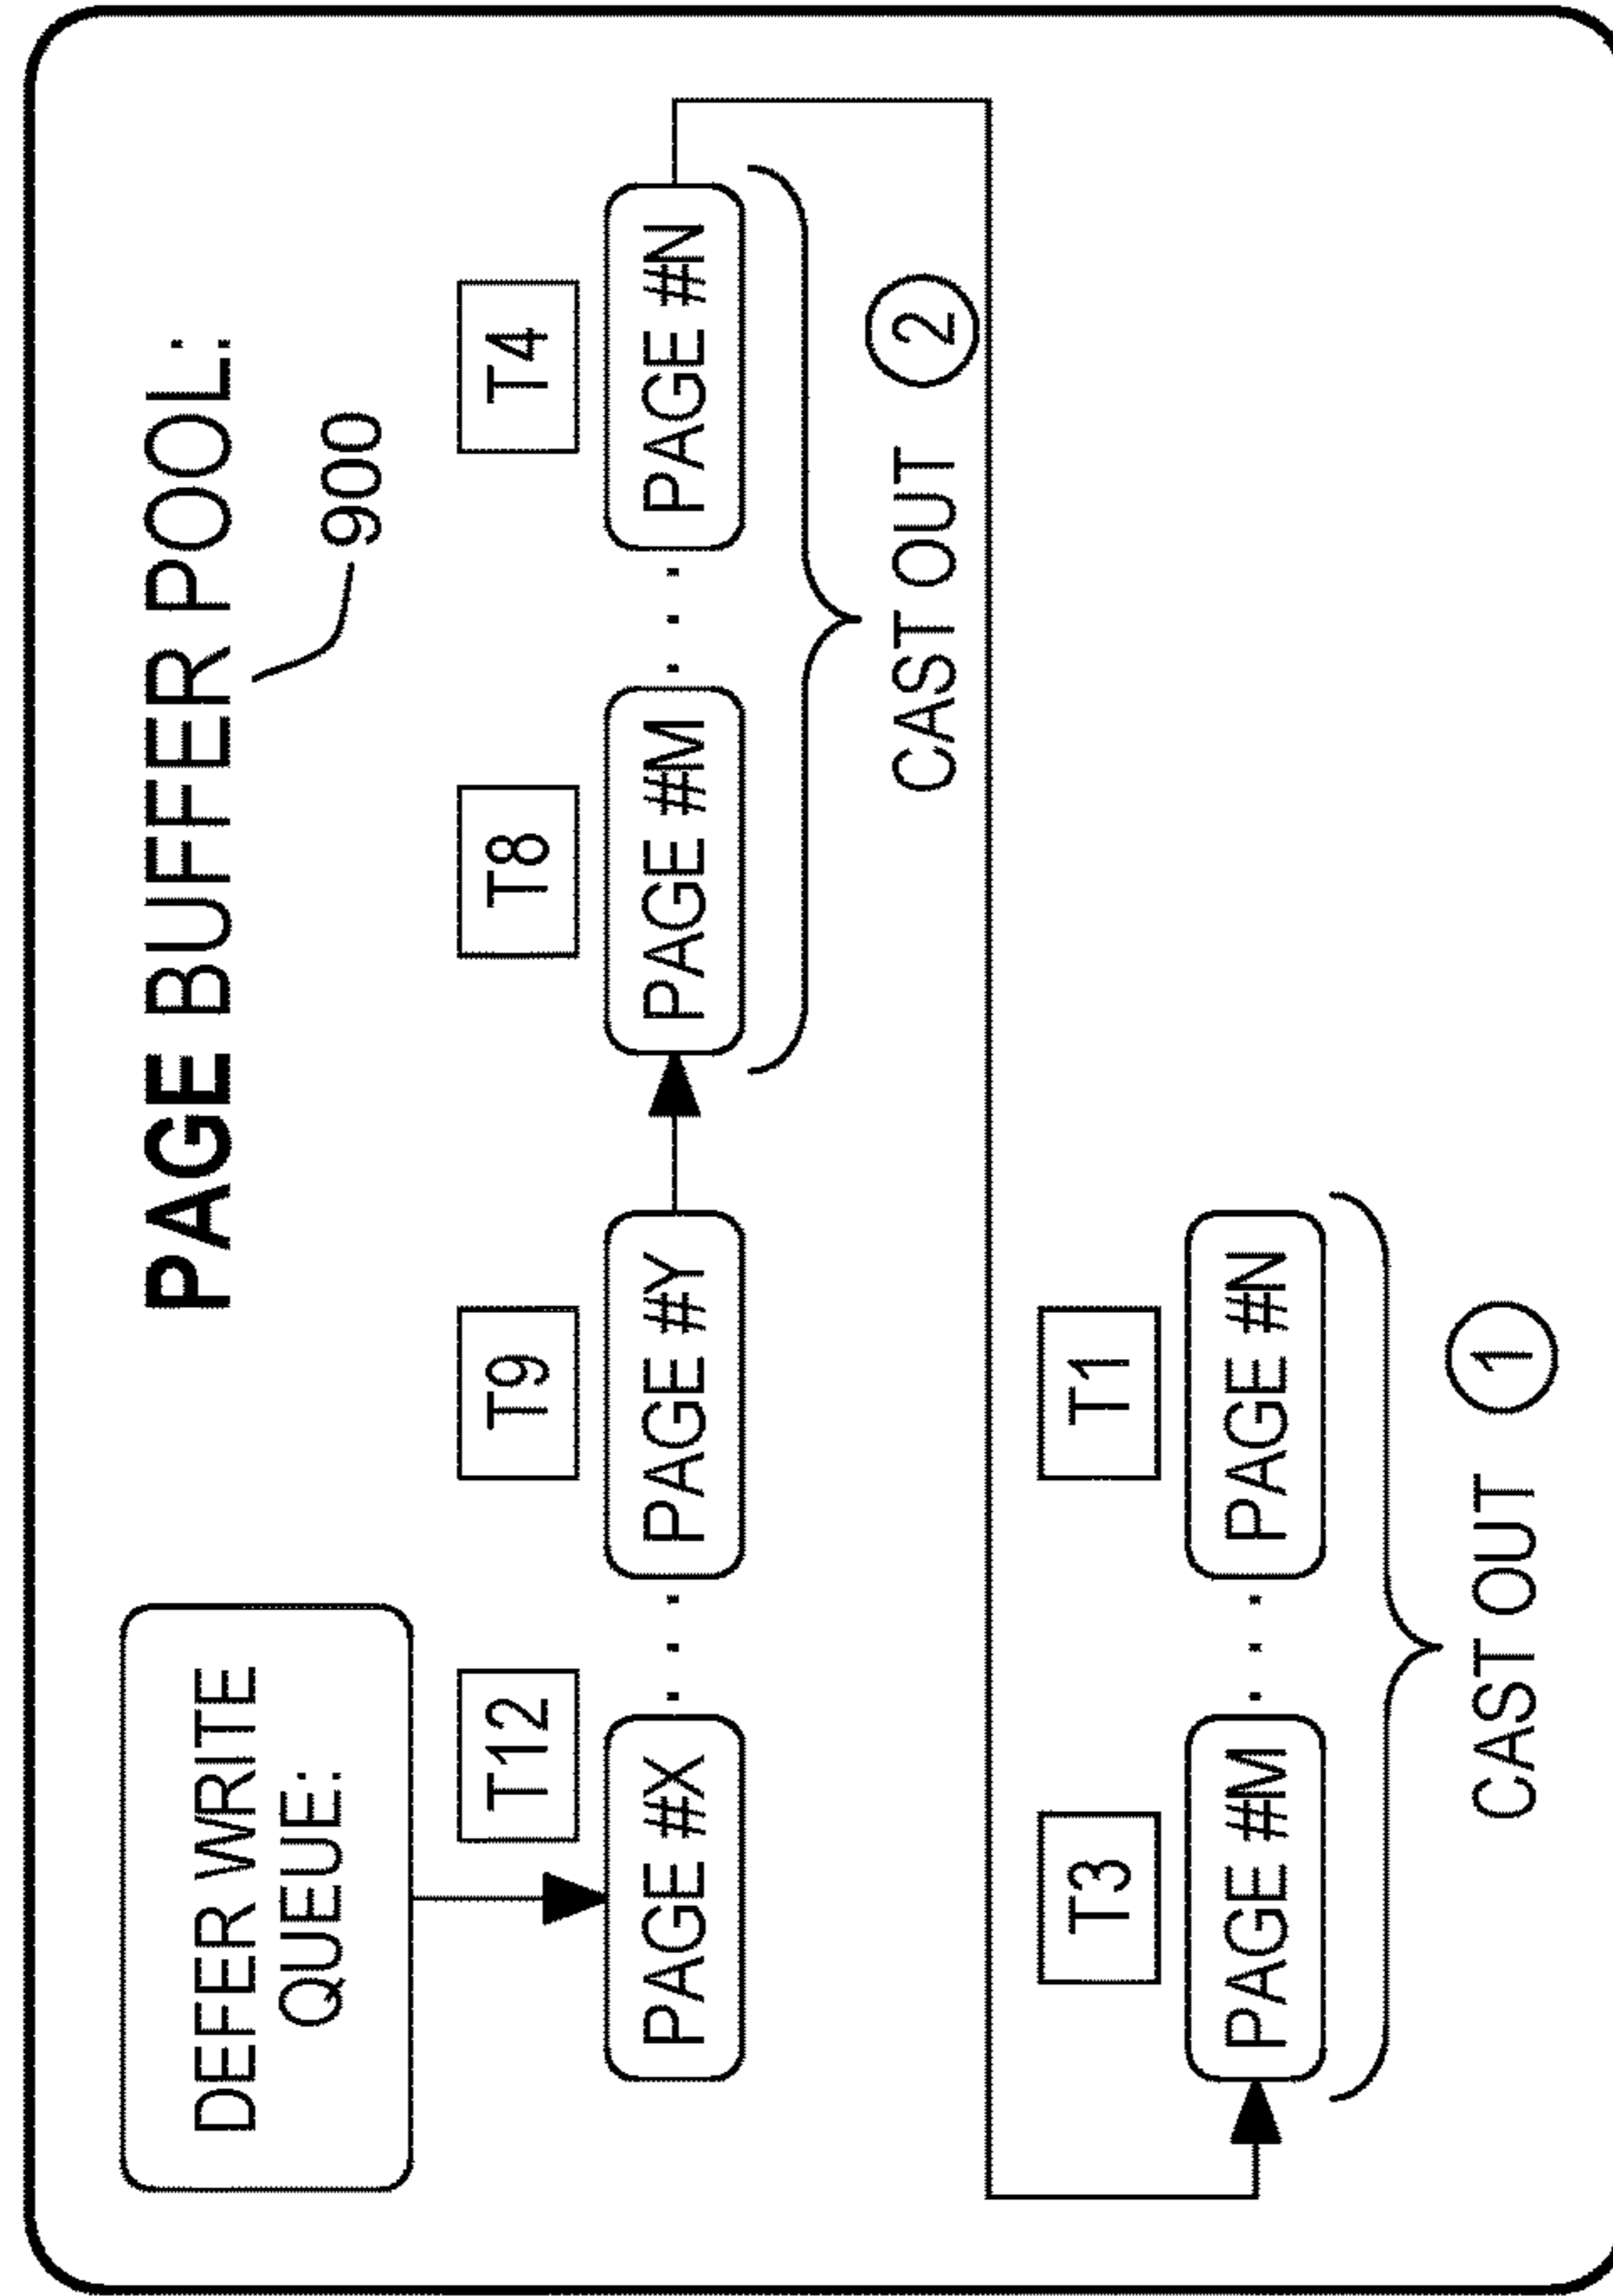 PAGE BUFFER POOL:
900
DEFER WRITE
QUEUE:
T12
T9
T8
T4
PAGE #X
PAGE #Y
PAGE #M
PAGE #N
CAST OUT 2
T3
T1
PAGE #M
PAGE #N
CAST OUT 1